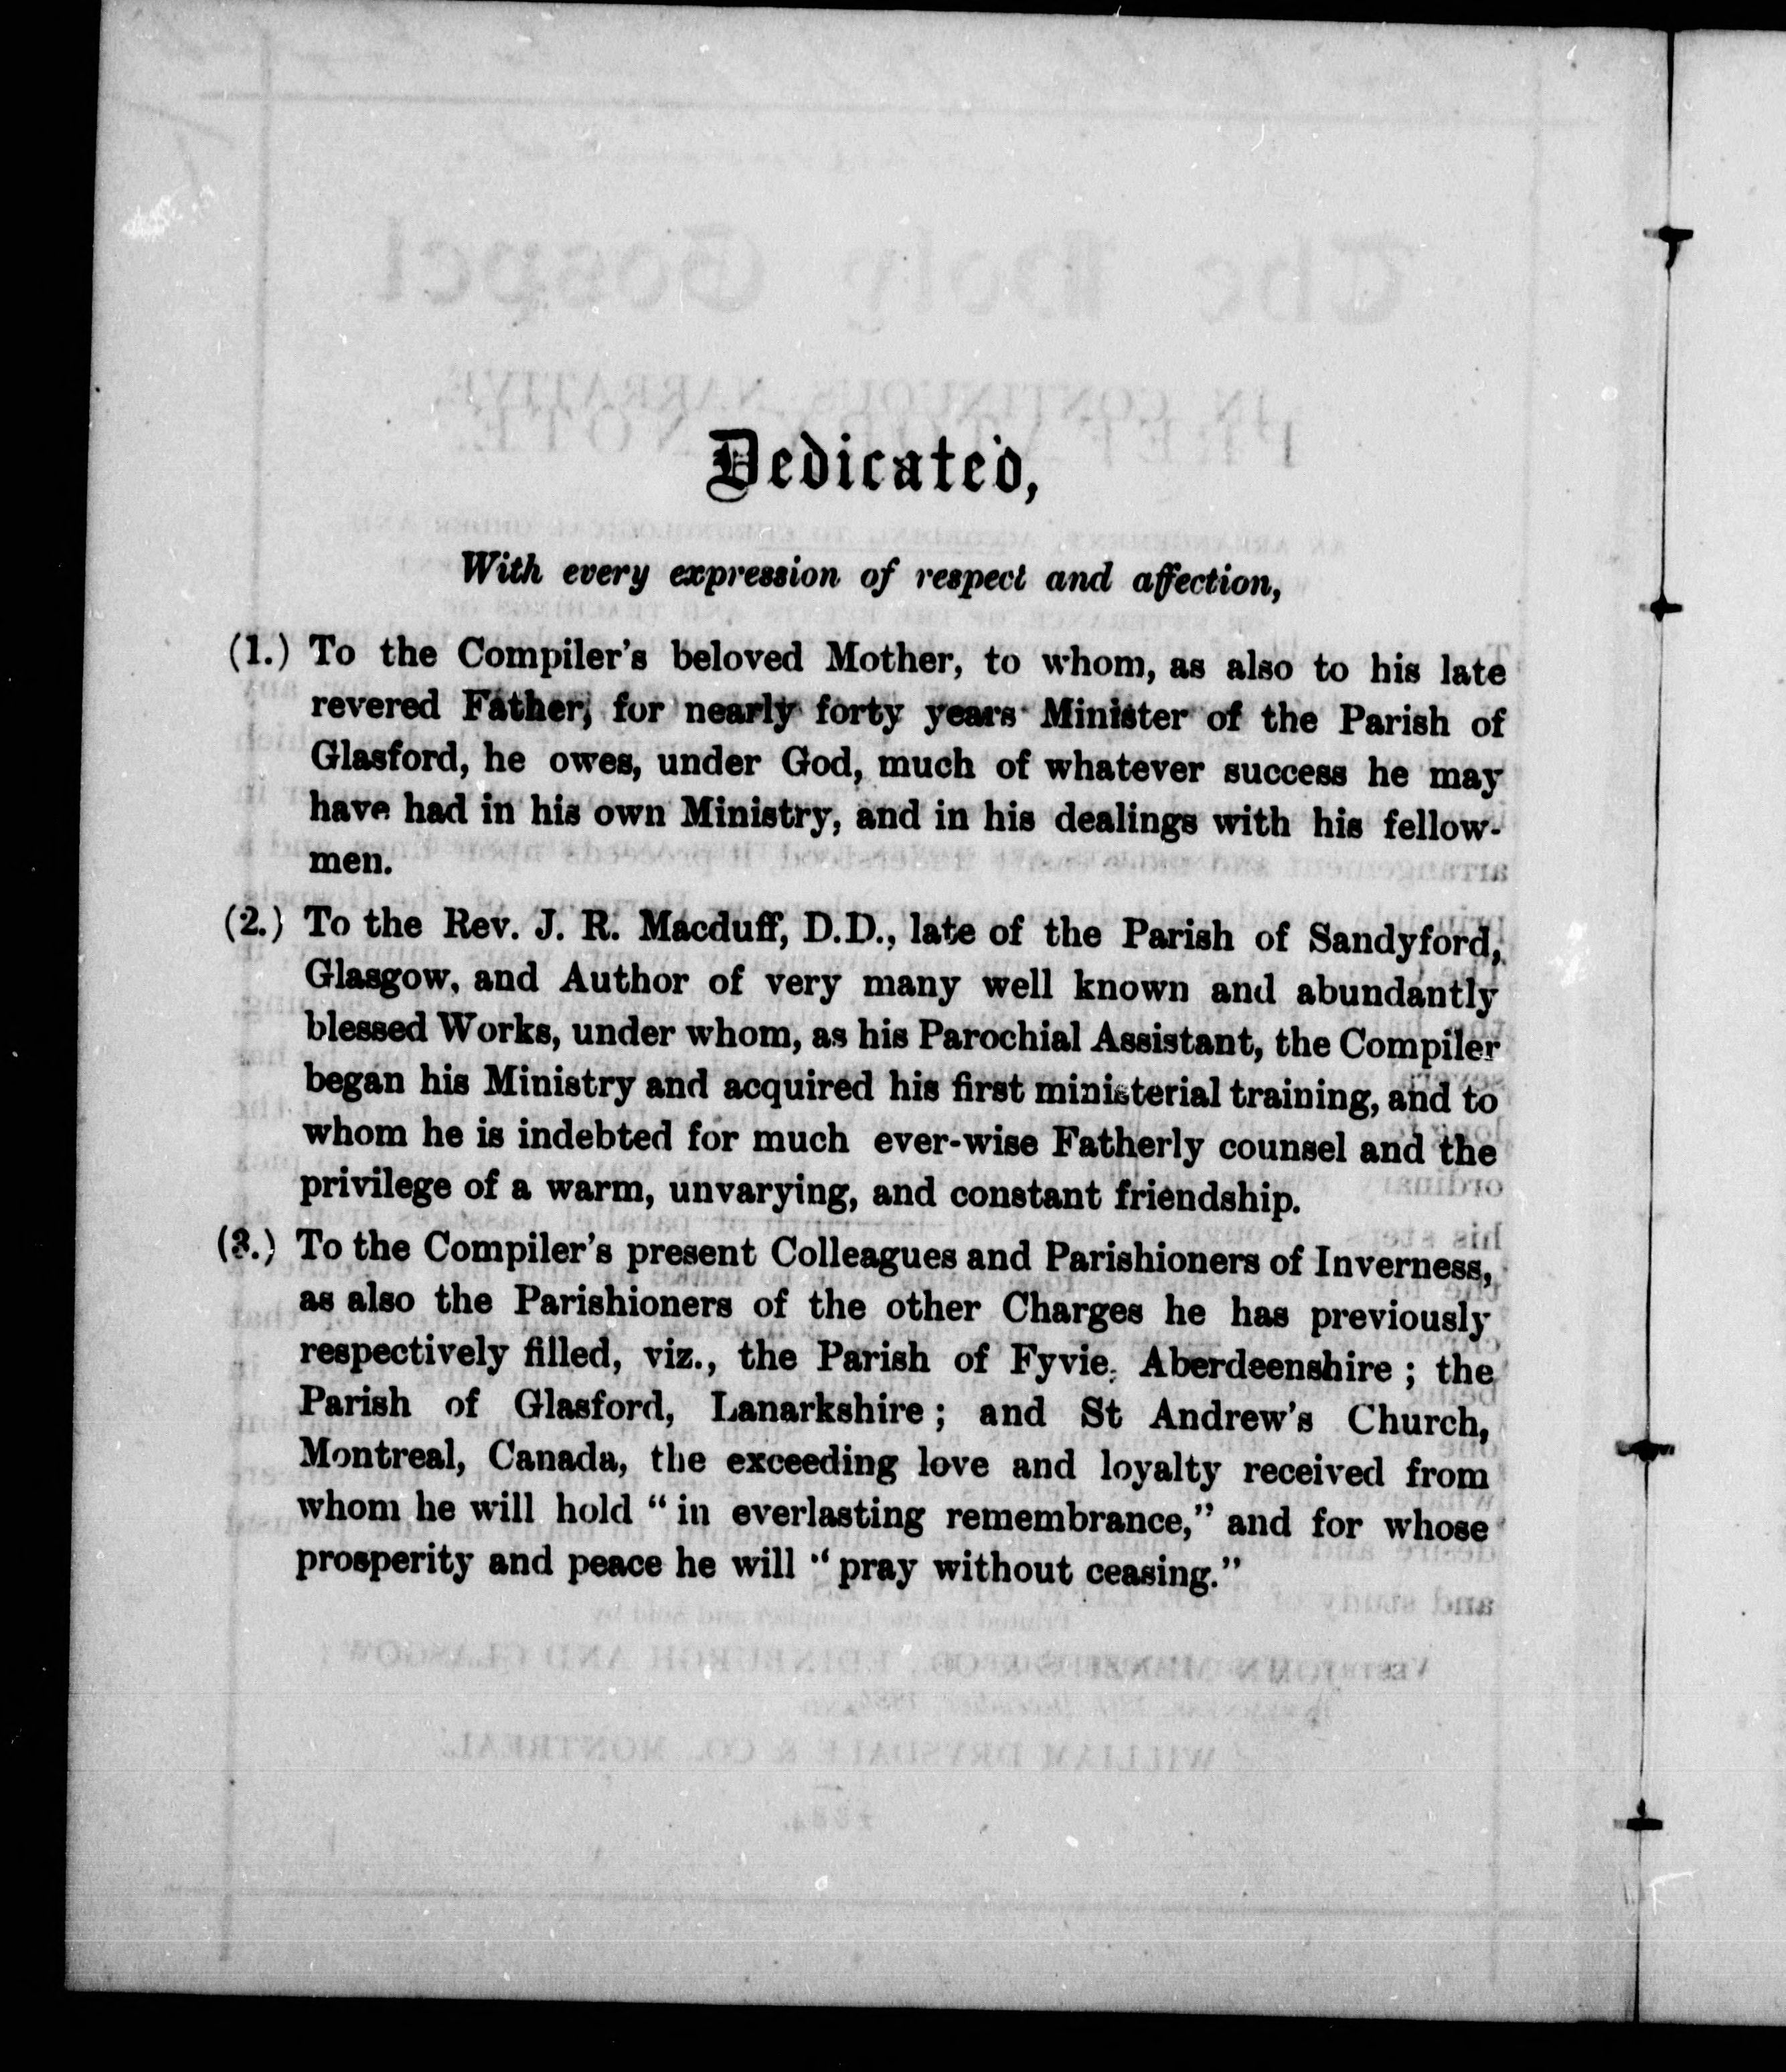 Dedicated,
With every expression of respect and affection,
(1.) To the Compiler's beloved Mother, to whom, as also to his late
revered Father, for nearly forty years Minister of the Parish of
Glasford, he owes, under God, much of whatever success he may
have had in his own Ministry, and in his dealings with his fellow-
men.
(2.) To the Rev. J. R. Macduff, D.D., late of the Parish of Sandyford,
Glasgow, and Author of very many well known and abundantly
blessed Works, under whom, as his Parochial Assistant, the Compiler
began his Ministry and acquired his first ministerial training, and to
whom he is indebted for much ever-wise Fatherly counsel and the
privilege of a warm, unvarying, and constant friendship.
(3.) To the Compiler's present Colleagues and Parishioners of Inverness,
as also the Parishioners of the other Charges he has previously
respectively filled, viz., the Parish of Fyvie, Aberdeenshire; the
Parish of Glasford, Lanarkshire; and St Andrew's Church,
Montreal, Canada, the exceeding love and loyalty received from
whom he will hold "in everlasting remembrance," and for whose
prosperity and peace he will "pray without ceasing."